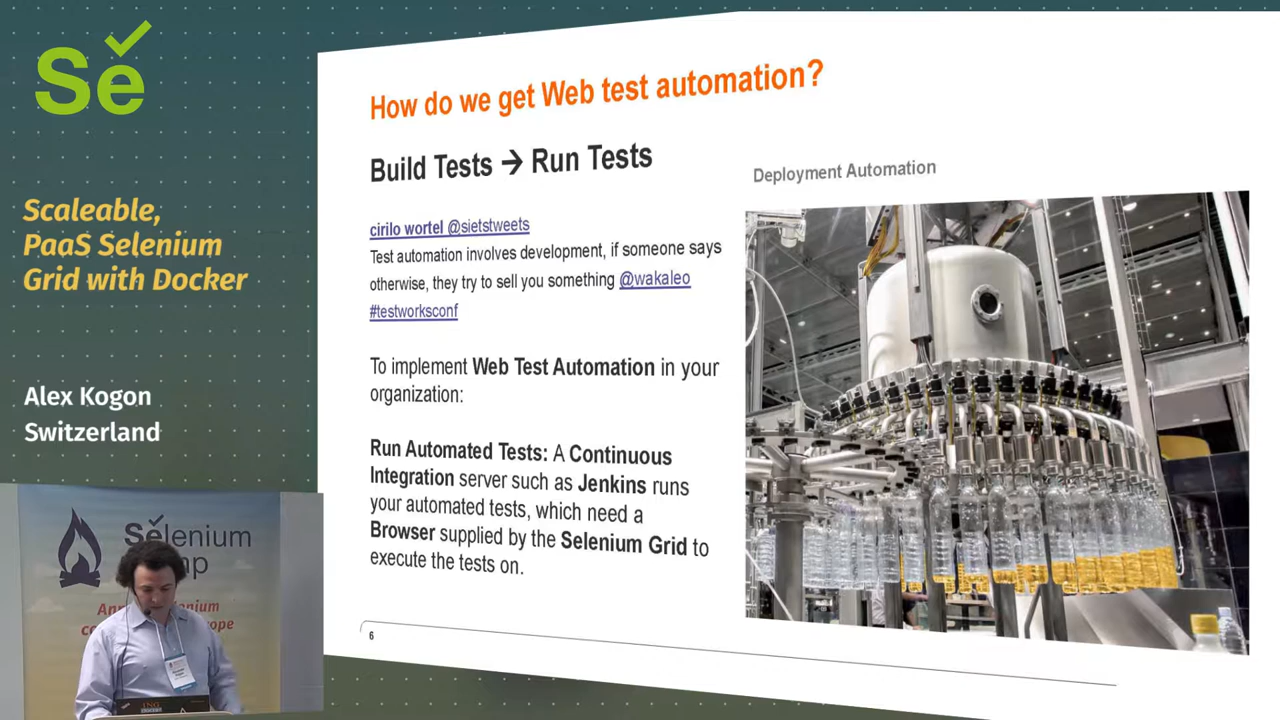 Se
Scaleable,
PaaS Selenium
Grid with Docker
Alex Kogon
Switzerland
How do we get Web test automation?
Build Tests → Run Tests
cirilo wortel @sietstweets
Test automation involves development, if someone says
otherwise, they try to sell you something @wakaleo
#testworksconf
To implement Web Test Automation in your
organization:
Run Automated Tests: A Continuous
Integration server such as Jenkins runs
your automated tests, which need a
Browser supplied by the Selenium Grid to
execute the tests on.
6
Deployment Automation
Selenium
ING